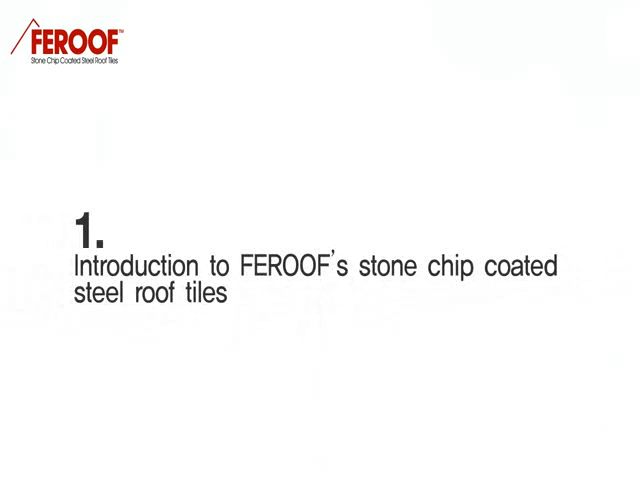 FEROOF™
Stone Chip Coated Steel Roof Tiles
1.
Introduction to FEROOF's stone chip coated
steel roof tiles